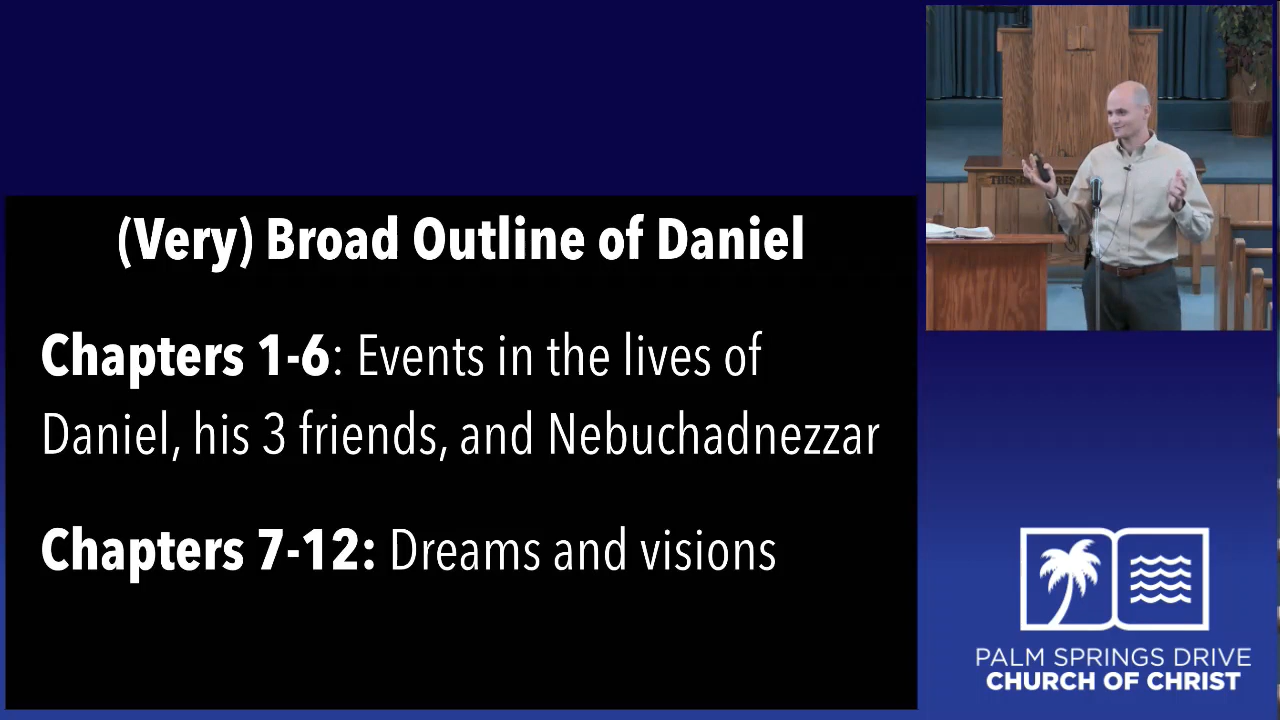 (Very) Broad Outline of Daniel
Chapters 1-6: Events in the lives of
Daniel, his 3 friends, and Nebuchadnezzar
Chapters 7-12: Dreams and visions
THIS
PALM SPRINGS DRIVE
CHURCH OF CHRIST